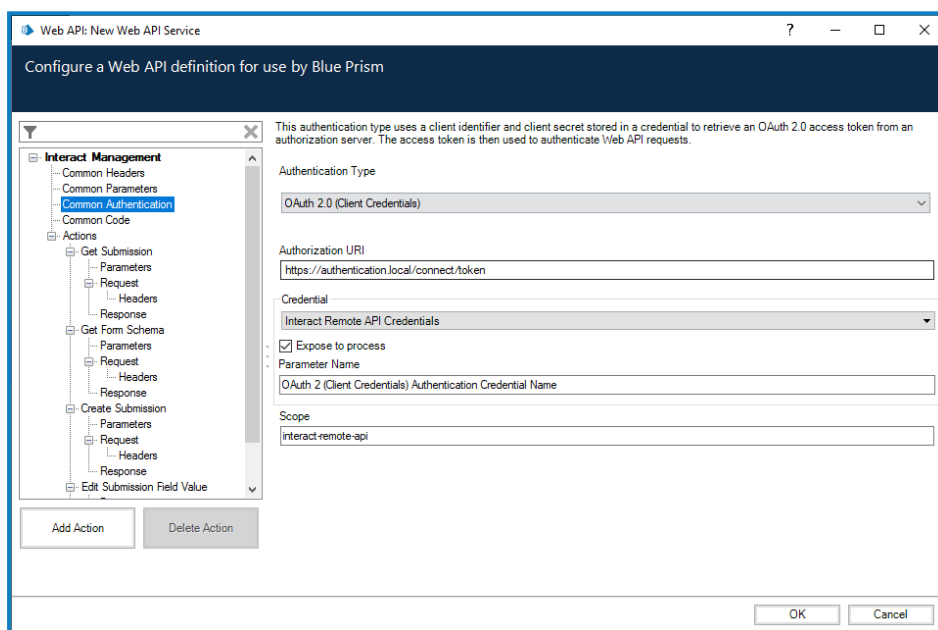 Web API: New Web API Service
Configure a Web API definition for use by Blue Prism
Interact Management
Common Headers
Common Parameters
Common Authentication
Common Code
Actions
Get Submission
Parameters
Request
Headers
Response
Get Form Schema
Parameters
Request
Headers
Response
Create Submission
Parameters
Request
Headers
Response
Edit Submission Field Value
Add Action
Delete Action
This authentication type uses a client identifier and client secret stored in a credential to retrieve an OAuth 2.0 access token from an
authorization server. The access token is then used to authenticate Web API requests.
Authentication Type
OAuth 2.0 (Client Credentials)
Authorization URI
https://authentication.local/connect/token
Credential
Interact Remote API Credentials
Expose to process
Parameter Name
OAuth 2 (Client Credentials) Authentication Credential Name
Scope
interact-remote-api
OK
Cancel